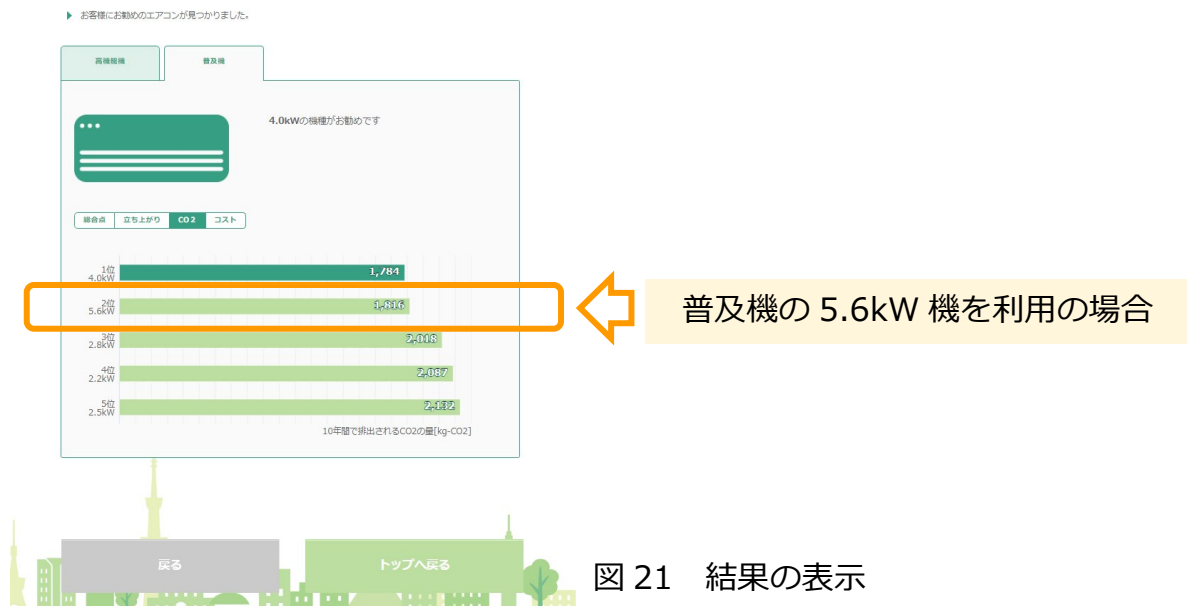 お客様にお勧めのエアコンが見つかりました。
高機能機
普及機
4.0kWの機種がお勧めです
総合点
立ち上がり
CO2
コスト
1位
4.0kW
1,784
2位
5.6kW
1,816
3位
2.8kW
2,018
4位
2.2kW
2,087
5位
2.5kW
2,132
10年間で排出されるCO2の量[kg-CO2]
普及機の 5.6kW 機を利用の場合
戻る
トップへ戻る
図 21 結果の表示